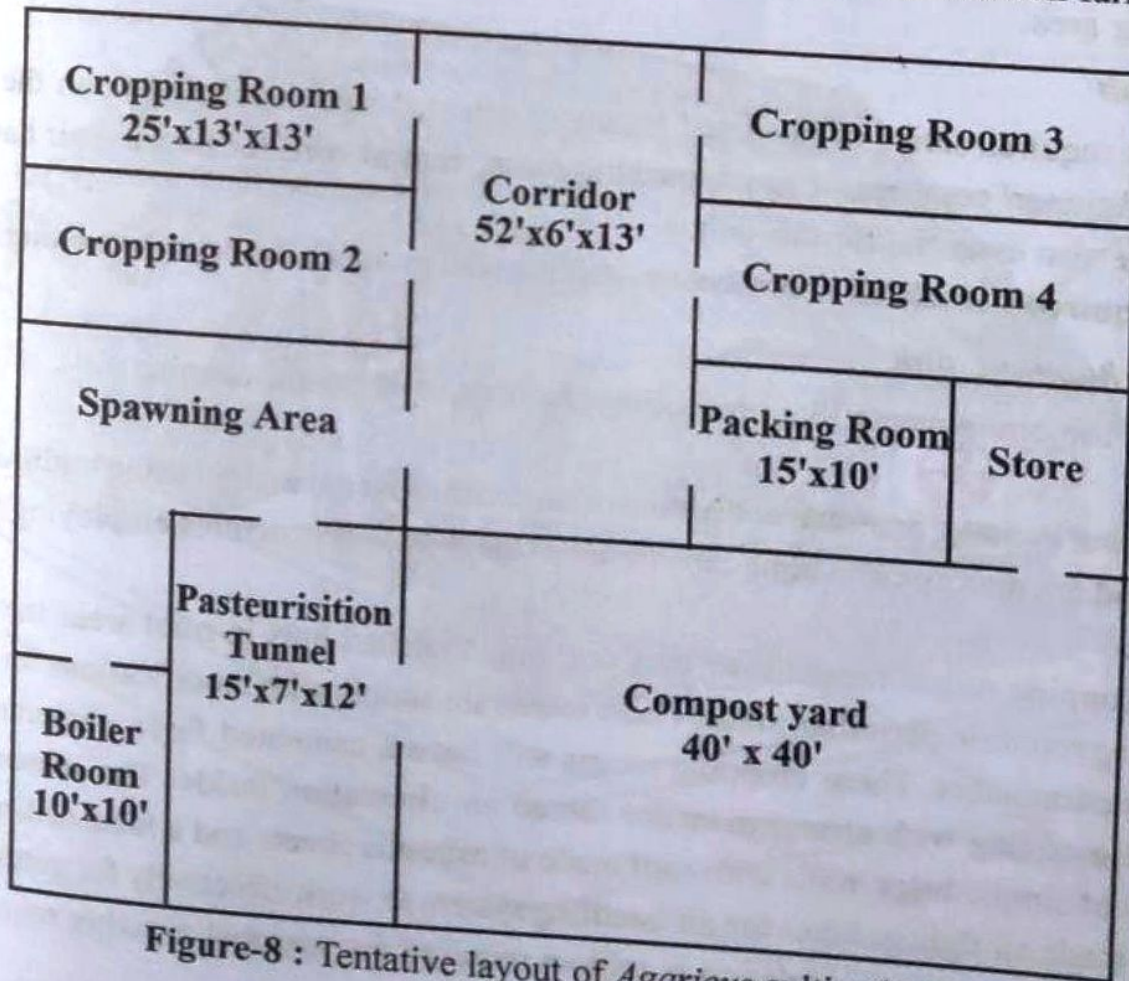 Cropping Room 1
25'x13'x13'
Cropping Room 2
Spawning Area
Corridor
52'x6'x13'
Cropping Room 3
Cropping Room 4
Packing Room
15'x10'
Store
Pasteurisition
Tunnel
15'x7'x12'
Boiler
Room
10'x10'
Compost yard
40' x 40'
Figure-8 : Tentative layout of Agaricus